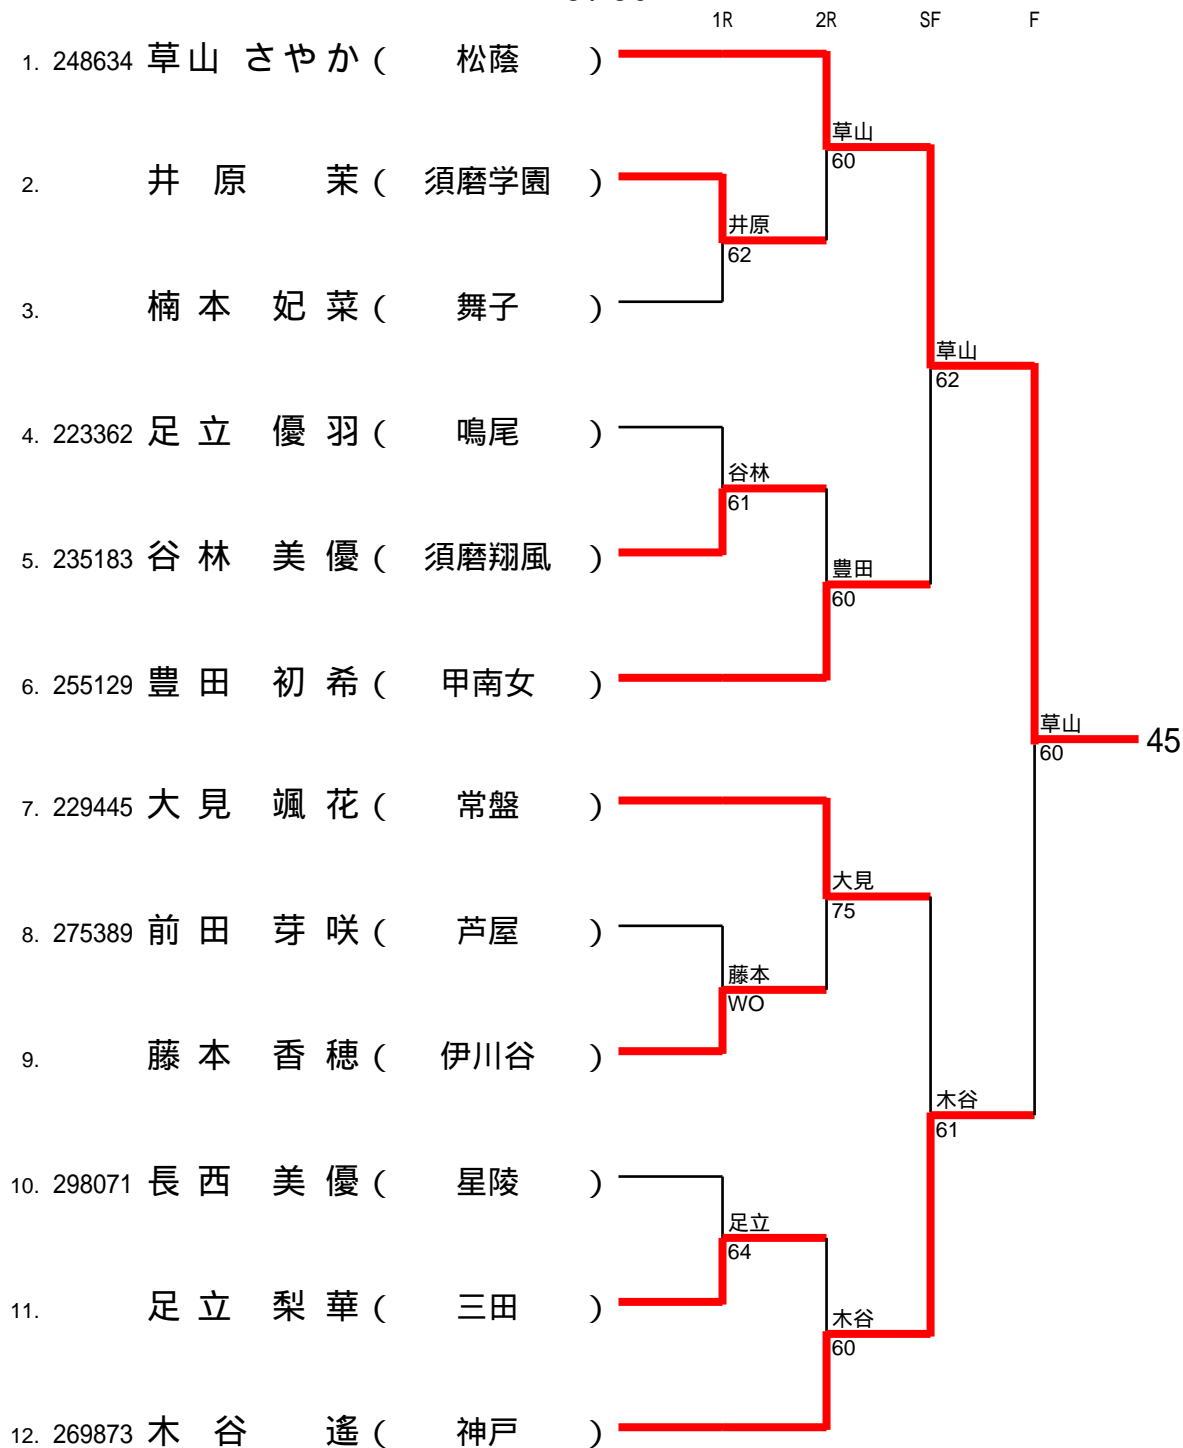 1R 2R SF F
1. 248634 草山 さやか ( 松蔭 )
草山
60
2. 井原 茉 ( 須磨学園 )
井原
62
3. 楠本 妃菜 ( 舞子 )
草山
62
4. 223362 足立 優羽 ( 鳴尾 )
谷林
61
5. 235183 谷林 美優 ( 須磨翔風 )
豊田
60
6. 255129 豊田 初希 ( 甲南女 )
草山
60
45
7. 229445 大見 颯花 ( 常盤 )
大見
75
8. 275389 前田 芽咲 ( 芦屋 )
藤本
WO
9. 藤本 香穂 ( 伊川谷 )
木谷
61
10. 298071 長西 美優 ( 星陵 )
足立
64
11. 足立 梨華 ( 三田 )
木谷
60
12. 269873 木谷 遙 ( 神戸 )